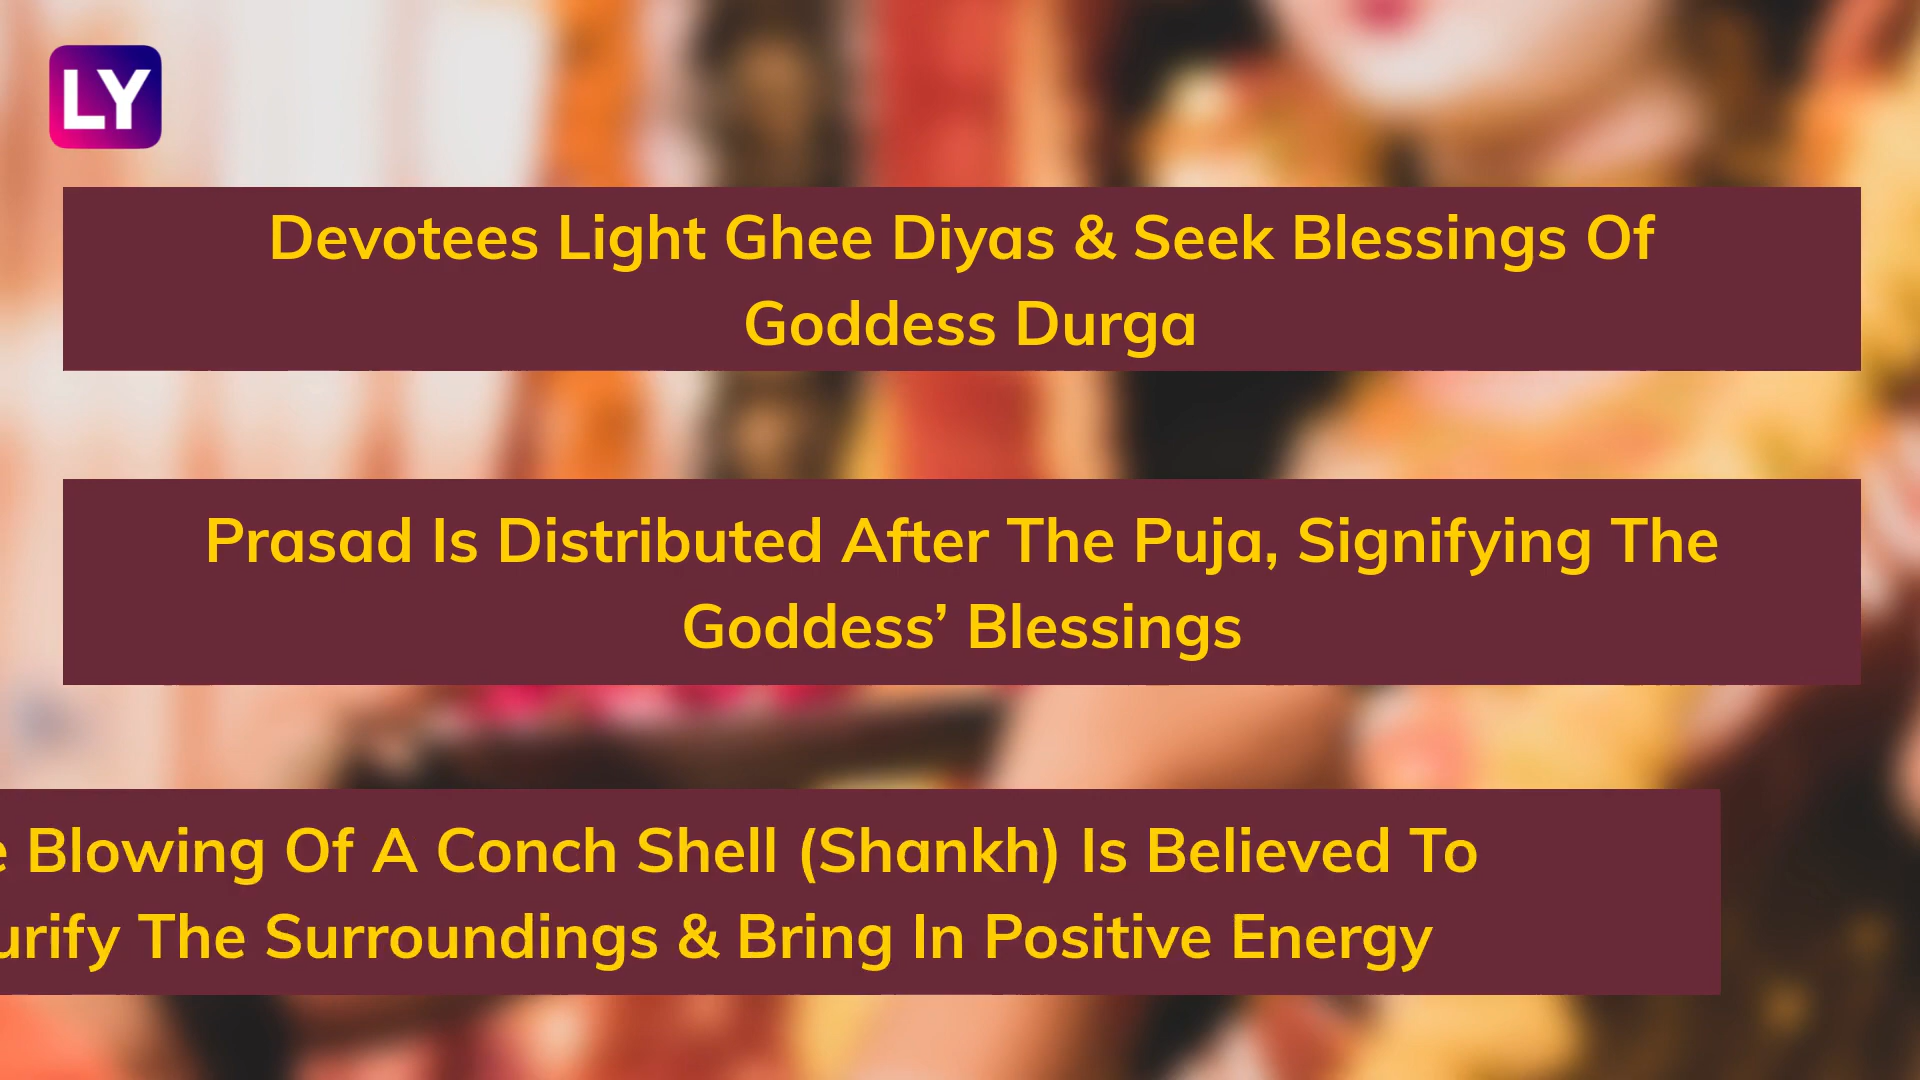 LY
Devotees Light Ghee Diyas & Seek Blessings Of
Goddess Durga
Prasad Is Distributed After The Puja, Signifying The
Goddess’ Blessings
Blowing Of A Conch Shell (Shankh) Is Believed To
The Surroundings & Bring In Positive Energy